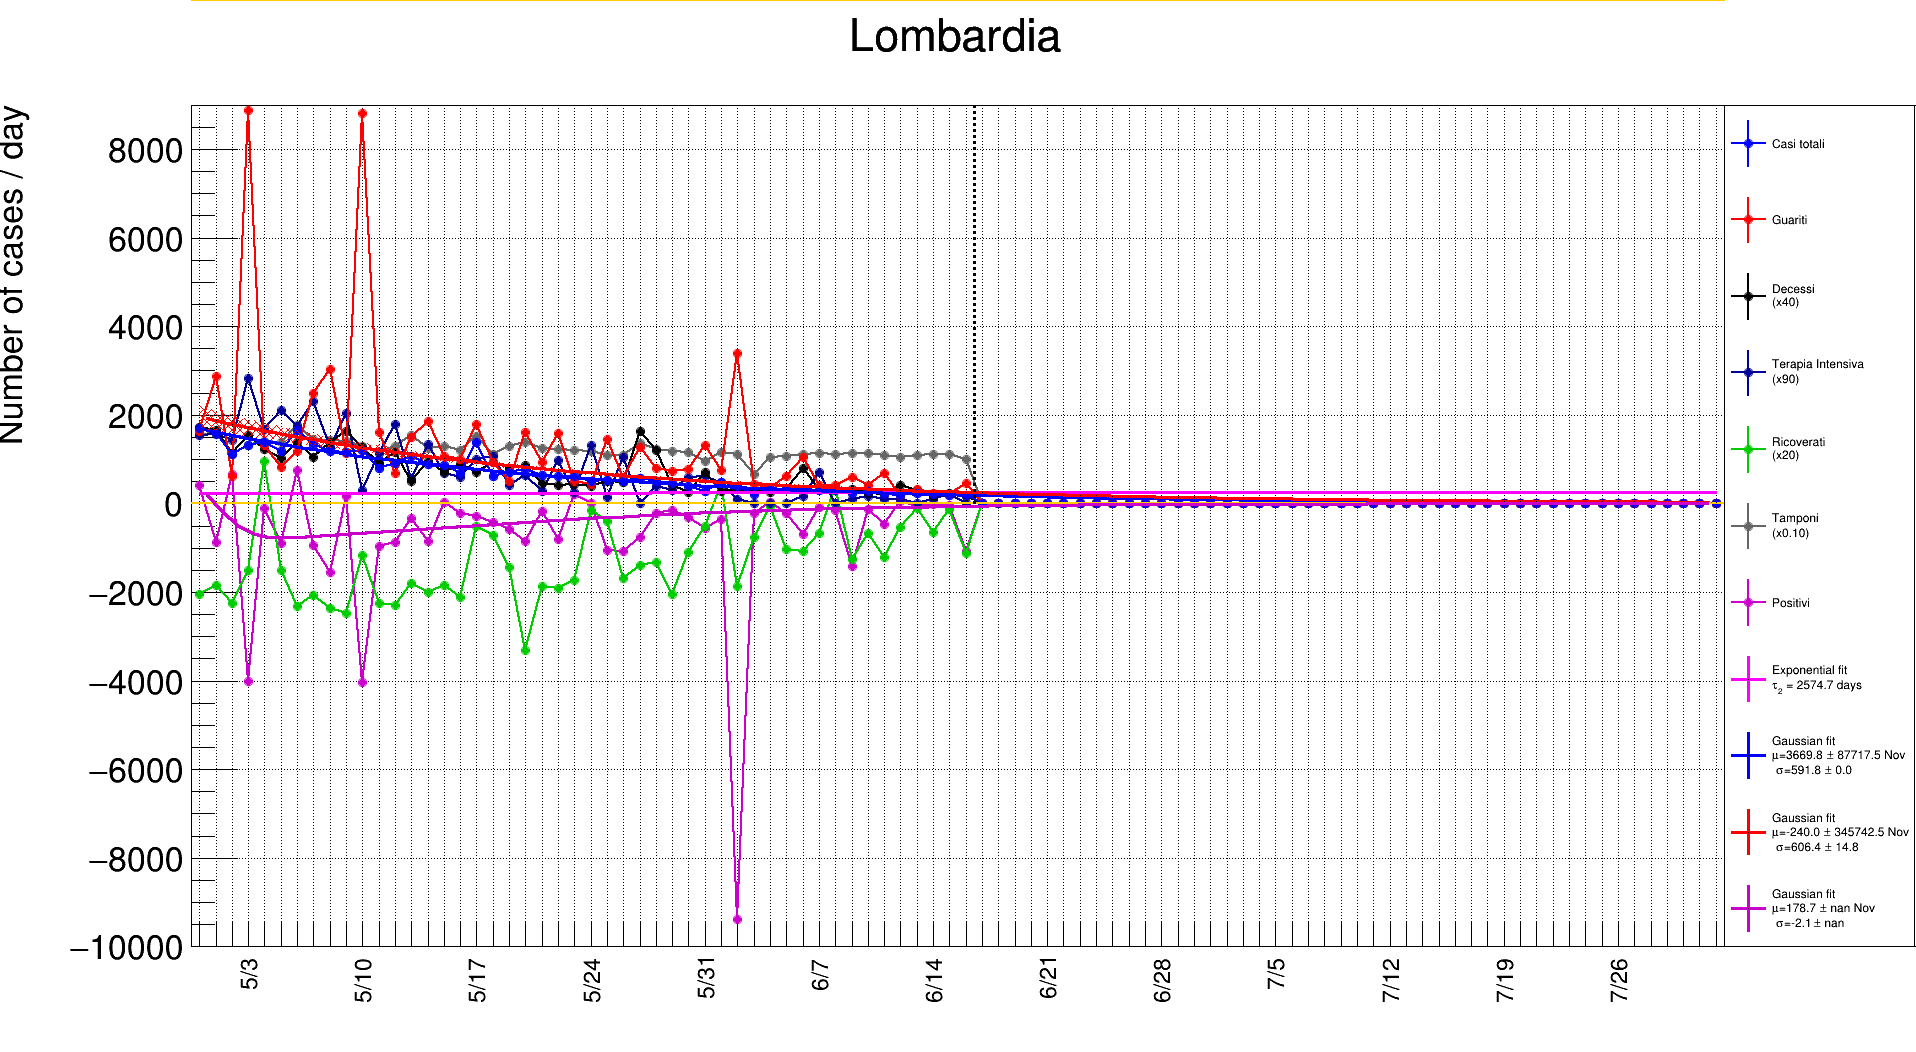 Lombardia
Number of cases / day
8000
6000
4000
2000
0
−2000
−4000
−6000
−8000
−10000
5/3
5/10
5/17
5/24
5/31
6/7
6/14
6/21
6/28
7/5
7/12
7/19
7/26
Casi totali
Guariti
Decessi
(x40)
Terapia Intensiva
(x90)
Ricoverati
(x20)
Tamponi
(x0.10)
Positivi
Exponential fit
τ2 = 2574.7 days
Gaussian fit
μ=3669.8 ± 87717.5 Nov
σ=591.8 ± 0.0
Gaussian fit
μ=-240.0 ± 345742.5 Nov
σ=606.4 ± 14.8
Gaussian fit
μ=178.7 ± nan Nov
σ=-2.1 ± nan